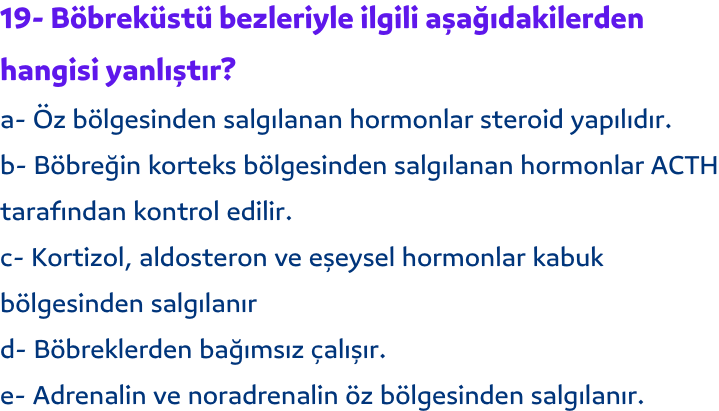 19- Böbreküstü bezleriyle ilgili aşağıdakilerden
hangisi yanlıştır?
a- Öz bölgesinden salgılanan hormonlar steroid yapılıdır.
b- Böbreğin korteks bölgesinden salgılanan hormonlar ACTH
tarafından kontrol edilir.
c- Kortizol, aldosteron ve eşeysel hormonlar kabuk
bölgesinden salgılanır
d- Böbreklerden bağımsız çalışır.
e- Adrenalin ve noradrenalin öz bölgesinden salgılanır.